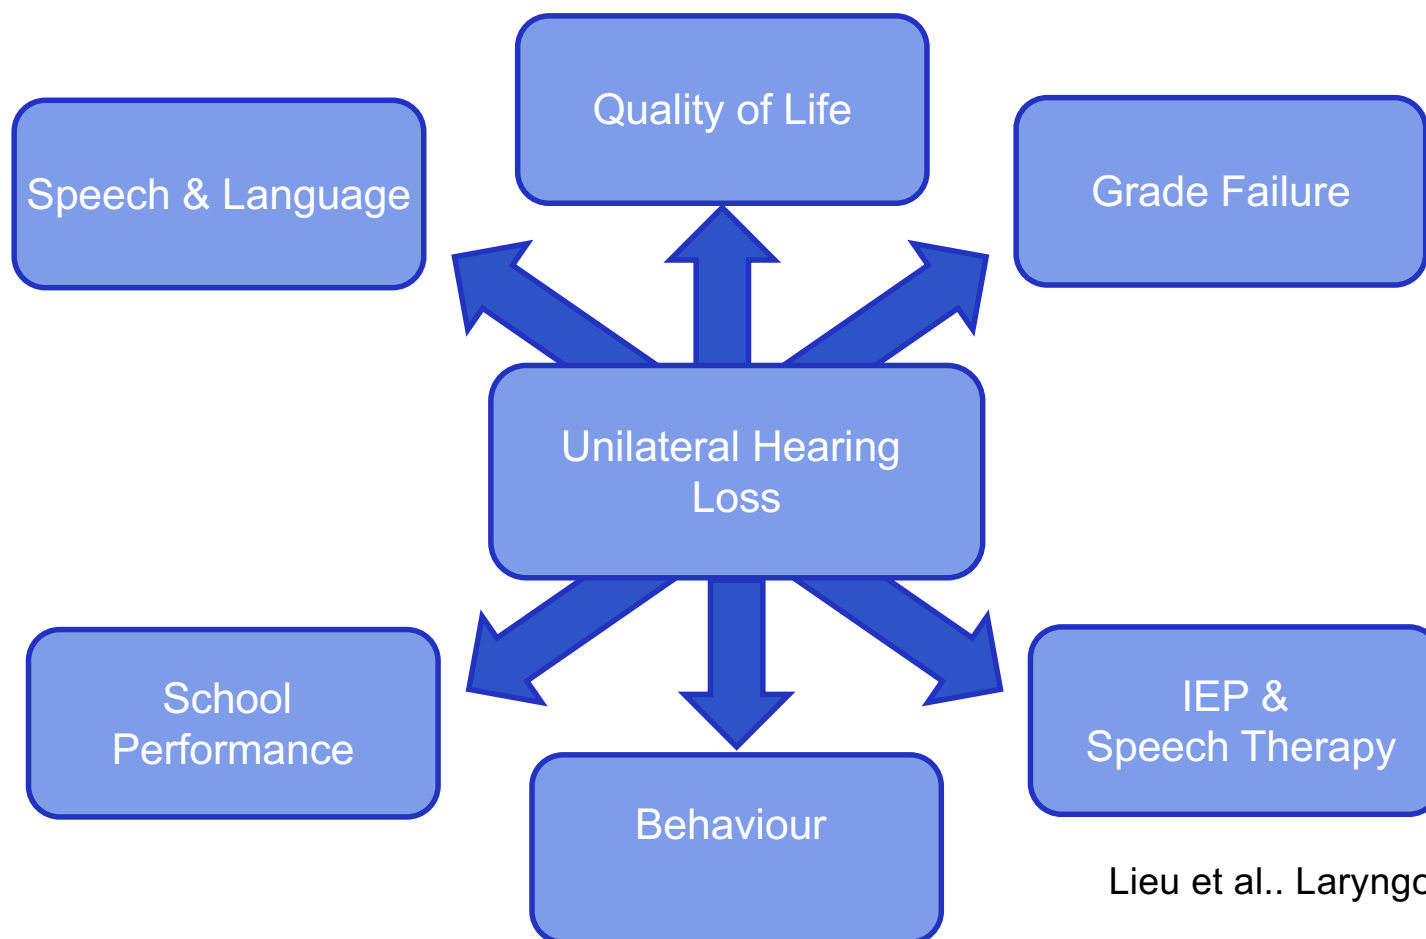 Quality of Life
Speech & Language
Grade Failure
Unilateral Hearing
Loss
School
Performance
IEP &
Speech Therapy
Behaviour
Lieu et al.. Laryngo